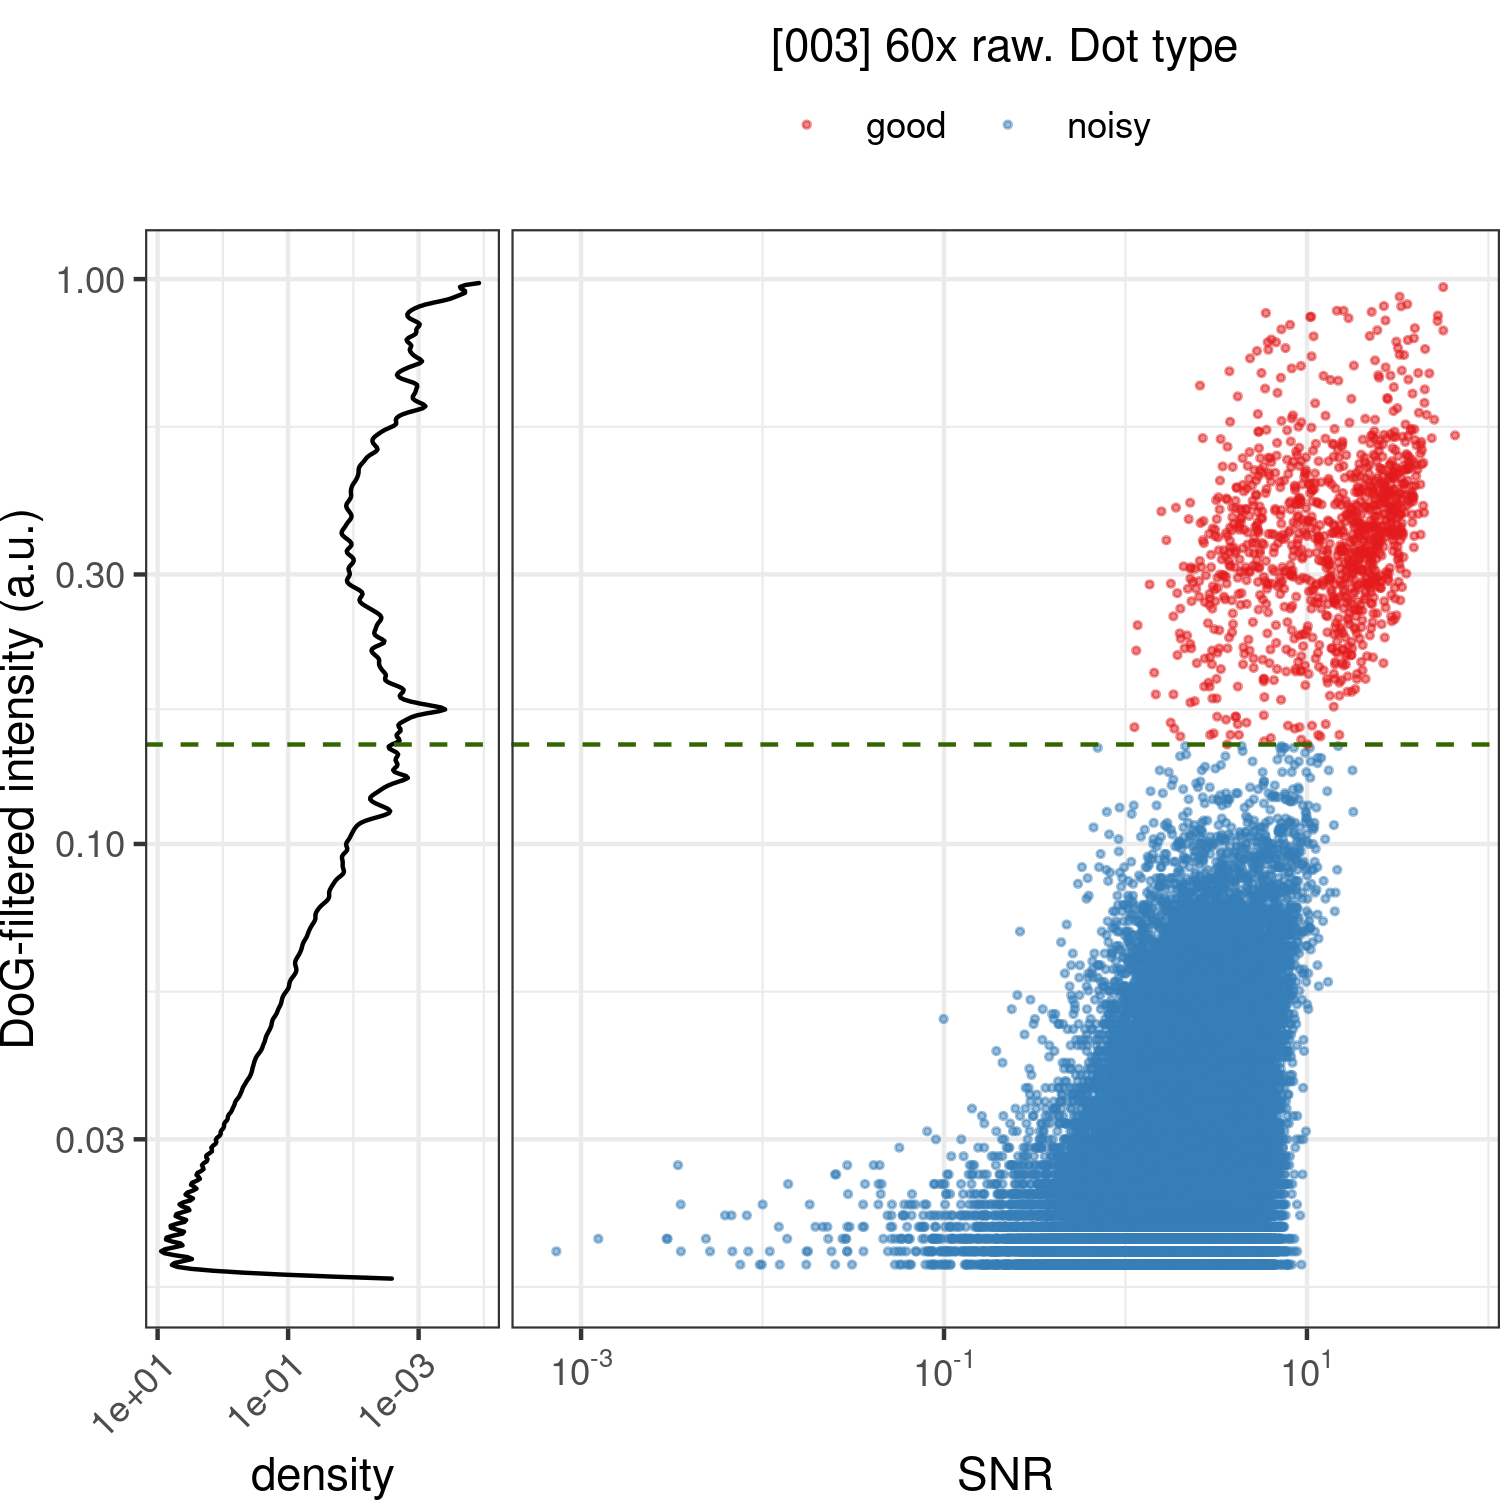 [003] 60x raw. Dot type
good noisy
DoG-filtered intensity (a.u.)
1.00
0.30
0.10
0.03
1e+01 1e-01 1e-03
10-3 10-1 101
density
SNR